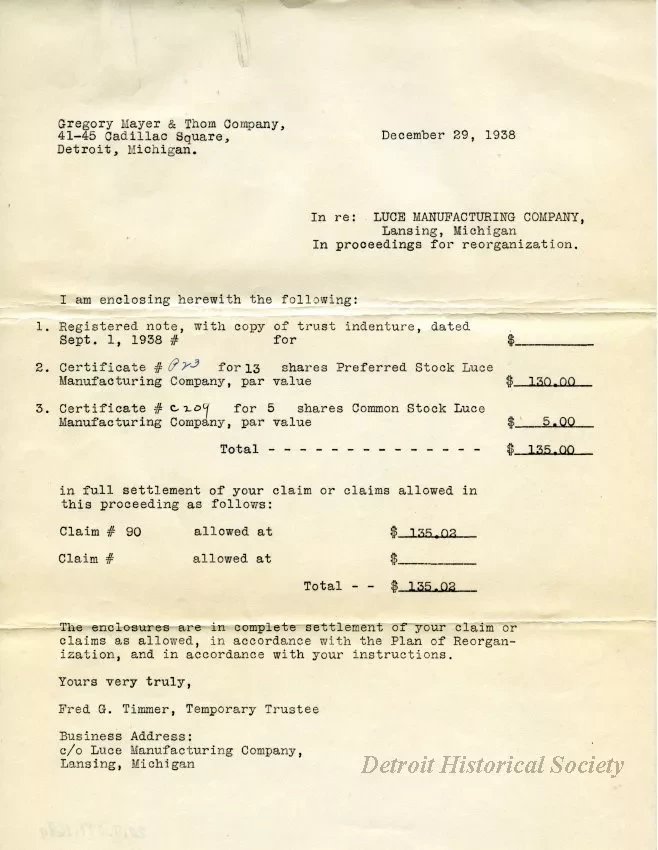 Gregory Mayer & Thom Company,
41-45 Cadillac Square,
Detroit, Michigan.
December 29, 1938
In re: LUCE MANUFACTURING COMPANY,
Lansing, Michigan
In proceedings for reorganization.
I am enclosing herewith the following:
1. Registered note, with copy of trust indenture, dated
Sept. 1, 1938 # for $
2. Certificate # P23 for 13 shares Preferred Stock Luce
Manufacturing Company, par value $ 130.00
3. Certificate # C209 for 5 shares Common Stock Luce
Manufacturing Company, par value $ 5.00
Total - - - - - - - - - - - - - - $ 135.00
in full settlement of your claim or claims allowed in
this proceeding as follows:
Claim # 90 allowed at $ 135.02
Claim # allowed at $
Total - - $ 135.02
The enclosures are in complete settlement of your claim or
claims as allowed, in accordance with the Plan of Reorgan-
ization, and in accordance with your instructions.
Yours very truly,
Fred G. Timmer, Temporary Trustee
Business Address:
c/o Luce Manufacturing Company,
Lansing, Michigan
Detroit Historical Society